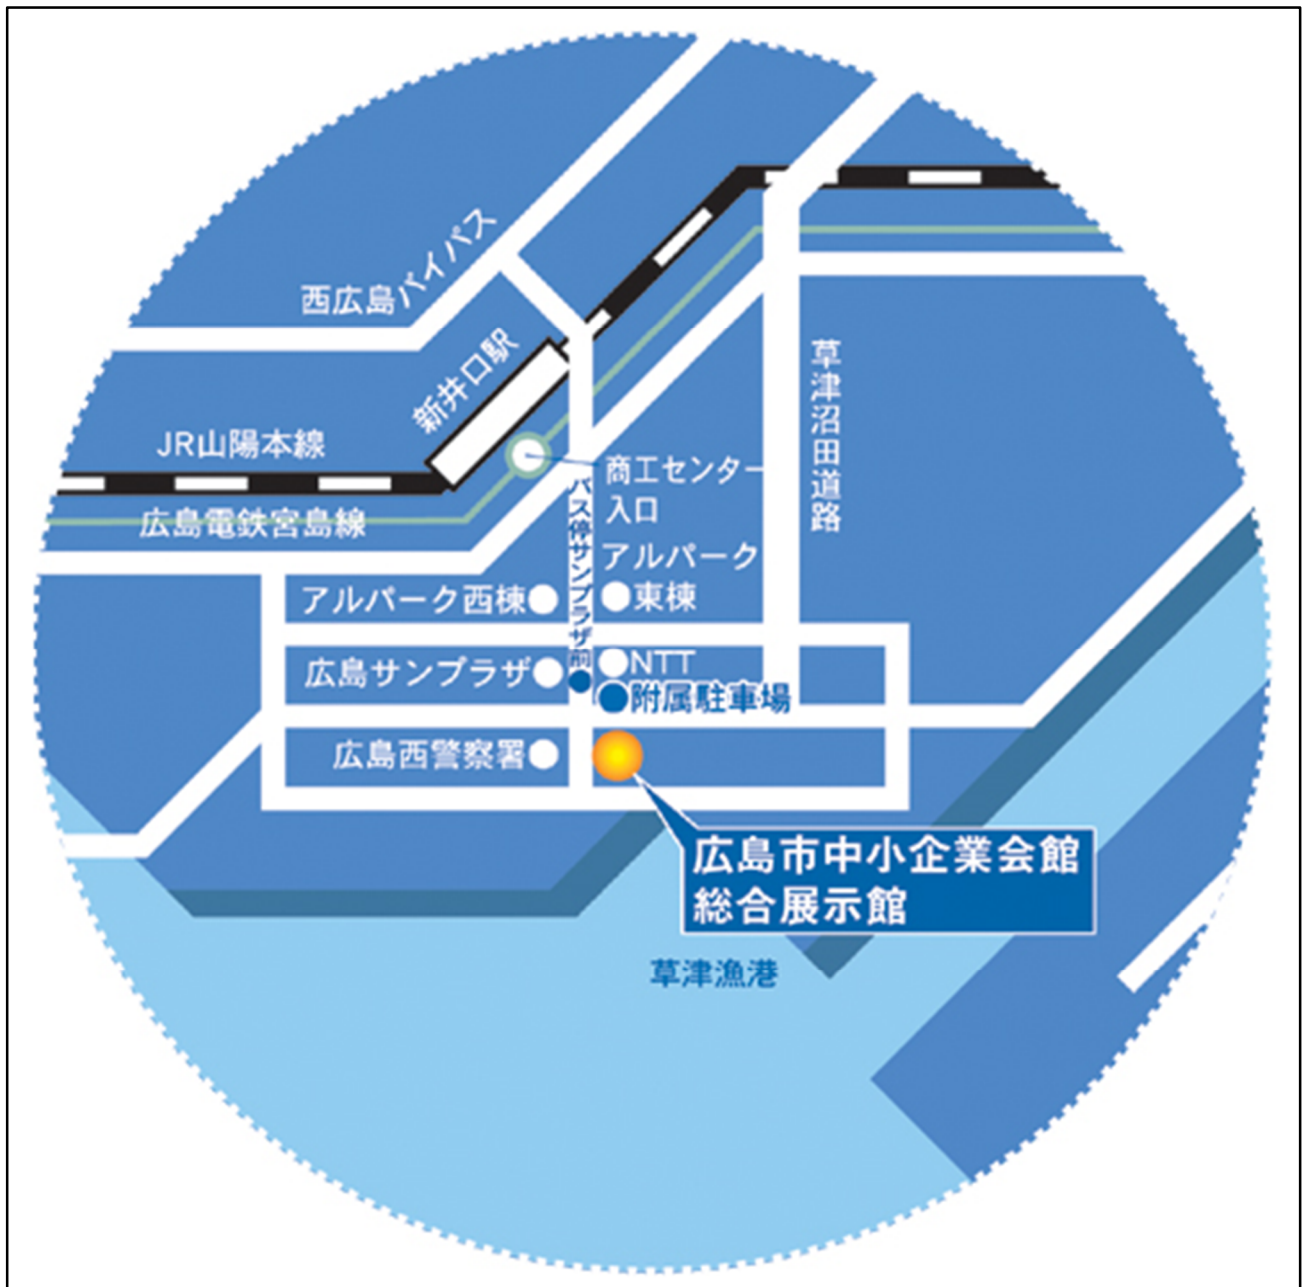 西広島バイパス
新井口駅
JR山陽本線
広島電鉄宮島線
草津沼田道路
商工センター
入口
バス停サンプラザ前
アルパーク
東棟
アルパーク西棟
広島サンプラザ
NTT
附属駐車場
広島西警察署
広島市中小企業会館
総合展示館
草津漁港